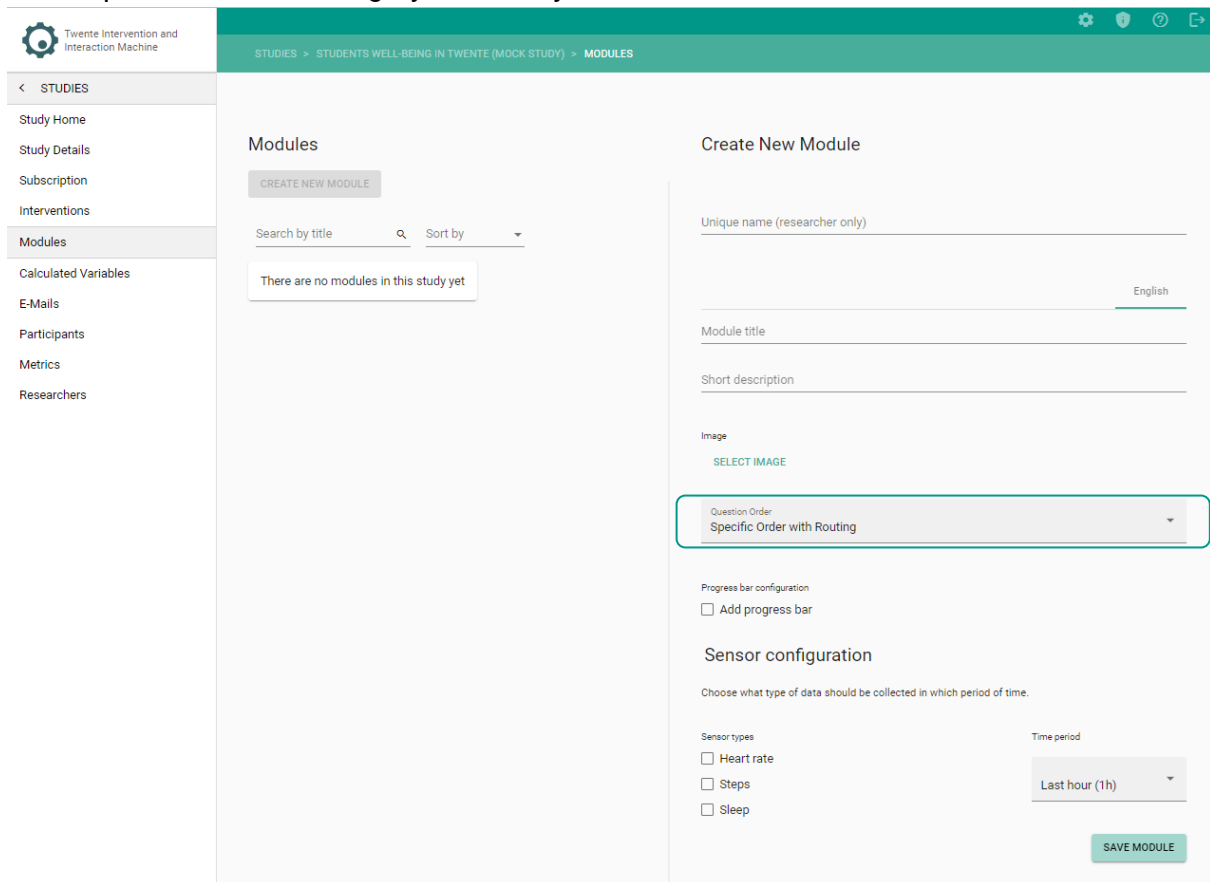 Twente Intervention and
Interaction Machine
STUDIES > STUDENTS WELL-BEING IN TWENTE (MOCK STUDY) > MODULES
< STUDIES
Study Home
Study Details
Subscription
Interventions
Modules
Calculated Variables
E-Mails
Participants
Metrics
Researchers
Modules
CREATE NEW MODULE
Search by title
Sort by
There are no modules in this study yet
Create New Module
Unique name (researcher only)
English
Module title
Short description
Image
SELECT IMAGE
Question Order
Specific Order with Routing
Progress bar configuration
Add progress bar
Sensor configuration
Choose what type of data should be collected in which period of time.
Sensor types
Heart rate
Steps
Sleep
Time period
Last hour (1h)
SAVE MODULE